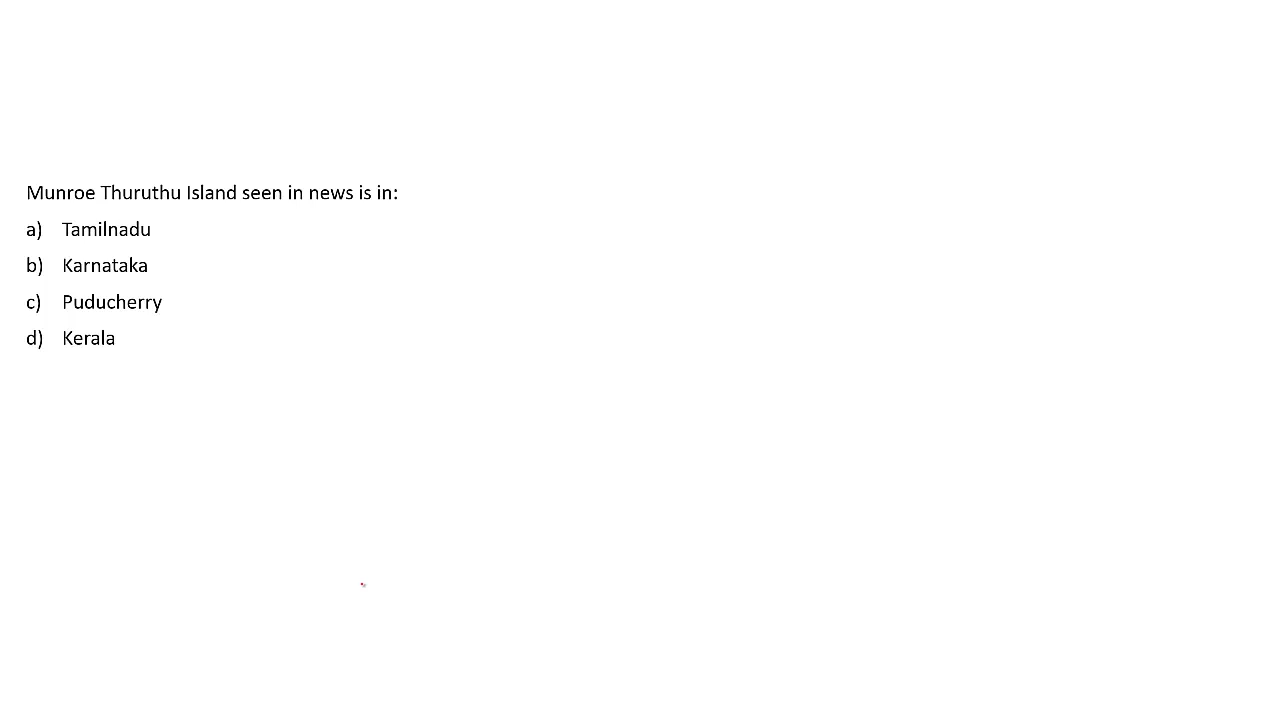 Munroe Thuruthu Island seen in news is in:
a) Tamilnadu
b) Karnataka
c) Puducherry
d) Kerala